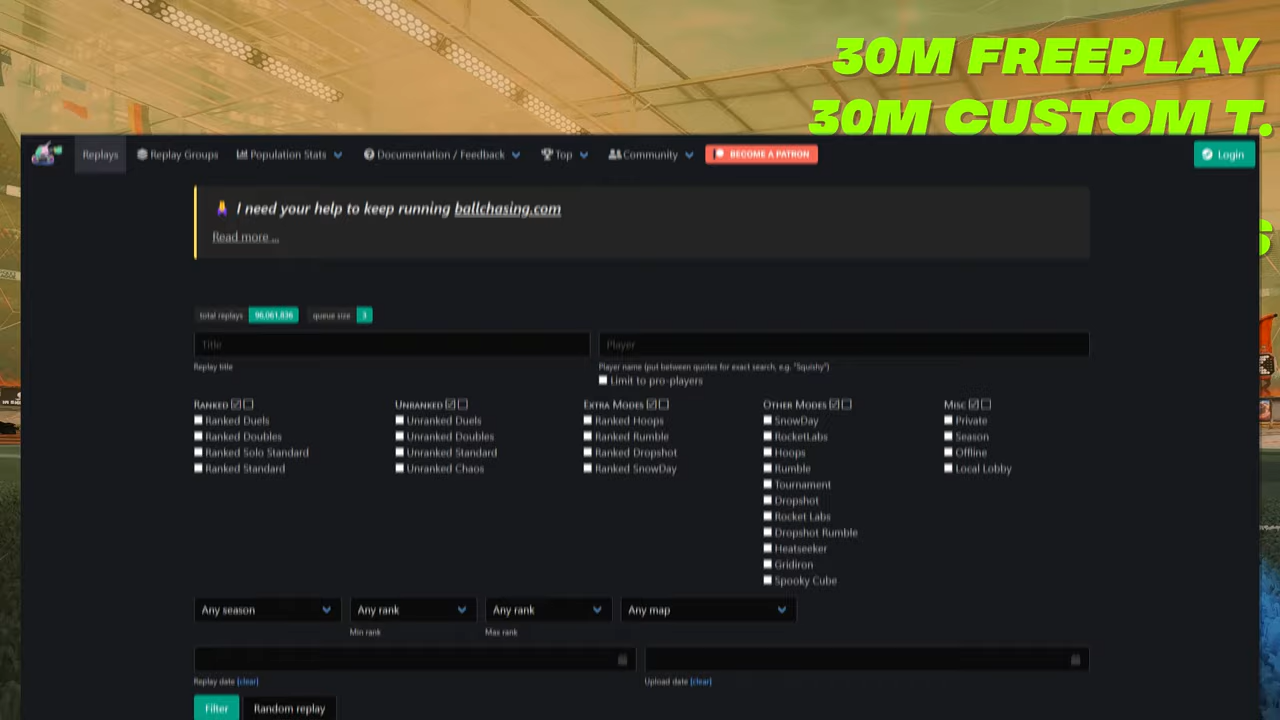 30M FREEPLAY
30M CUSTOM T.
Replays Replay Groups Population Stats Documentation / Feedback Top Community BECOME A PATRON Login
I need your help to keep running ballchasing.com
Read more ...
total replays 96,061,836 queue size 3
Title Player
Replay title Player name (put between quotes for exact search, e.g. "Squishy")
Limit to pro-players
Ranked Unranked Extra Modes Other Modes Misc
Ranked Duels Unranked Duels Ranked Hoops SnowDay Private
Ranked Doubles Unranked Doubles Ranked Rumble RocketLabs Season
Ranked Solo Standard Unranked Standard Ranked Dropshot Hoops Offline
Ranked Standard Unranked Chaos Ranked SnowDay Rumble Local Lobby
Tournament
Dropshot
Rocket Labs
Dropshot Rumble
Heatseeker
Gridiron
Spooky Cube
Any season Any rank Any rank Any map
Min rank Max rank
Replay date [clear] Upload date [clear]
Filter Random replay